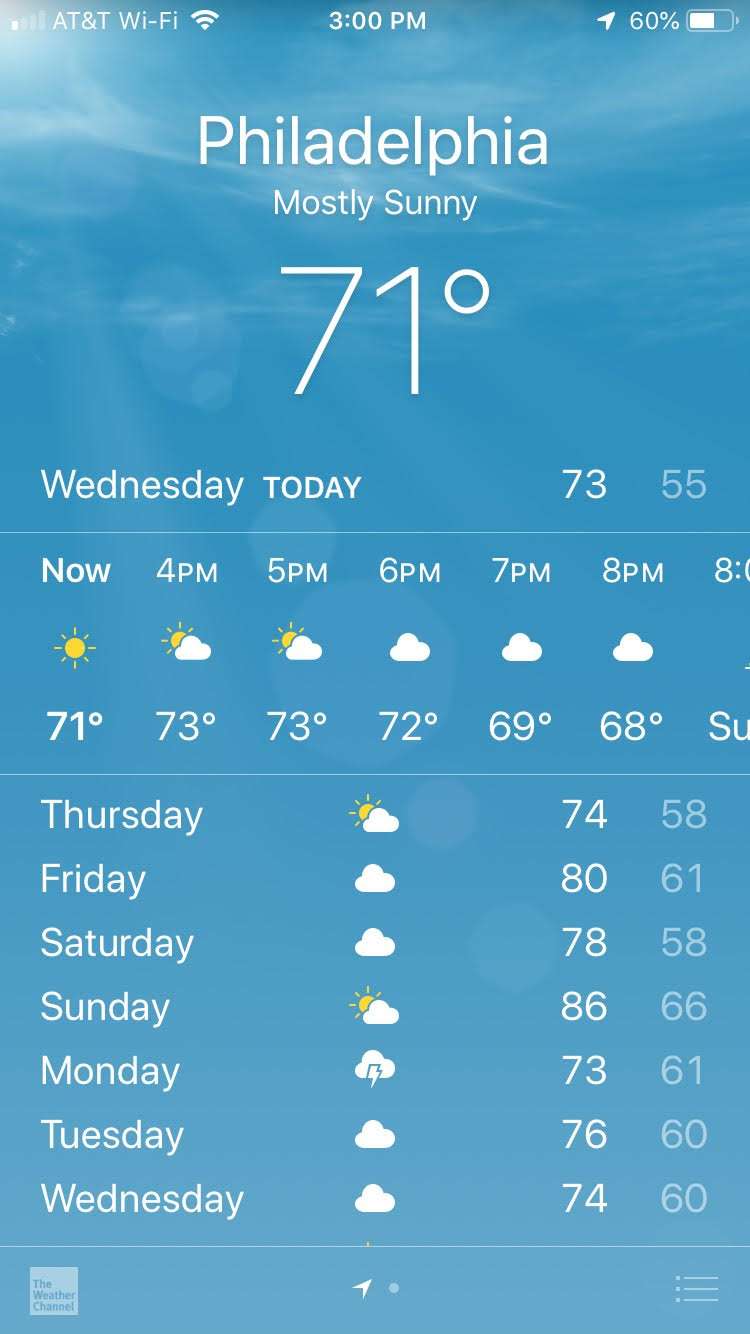 AT&T Wi-Fi 3:00 PM 60%
Philadelphia
Mostly Sunny
71°
Wednesday TODAY 73 55
Now 4PM 5PM 6PM 7PM 8PM 8:0
71° 73° 73° 72° 69° 68° Su
Thursday 74 58
Friday 80 61
Saturday 78 58
Sunday 86 66
Monday 73 61
Tuesday 76 60
Wednesday 74 60
The
Weather
Channel